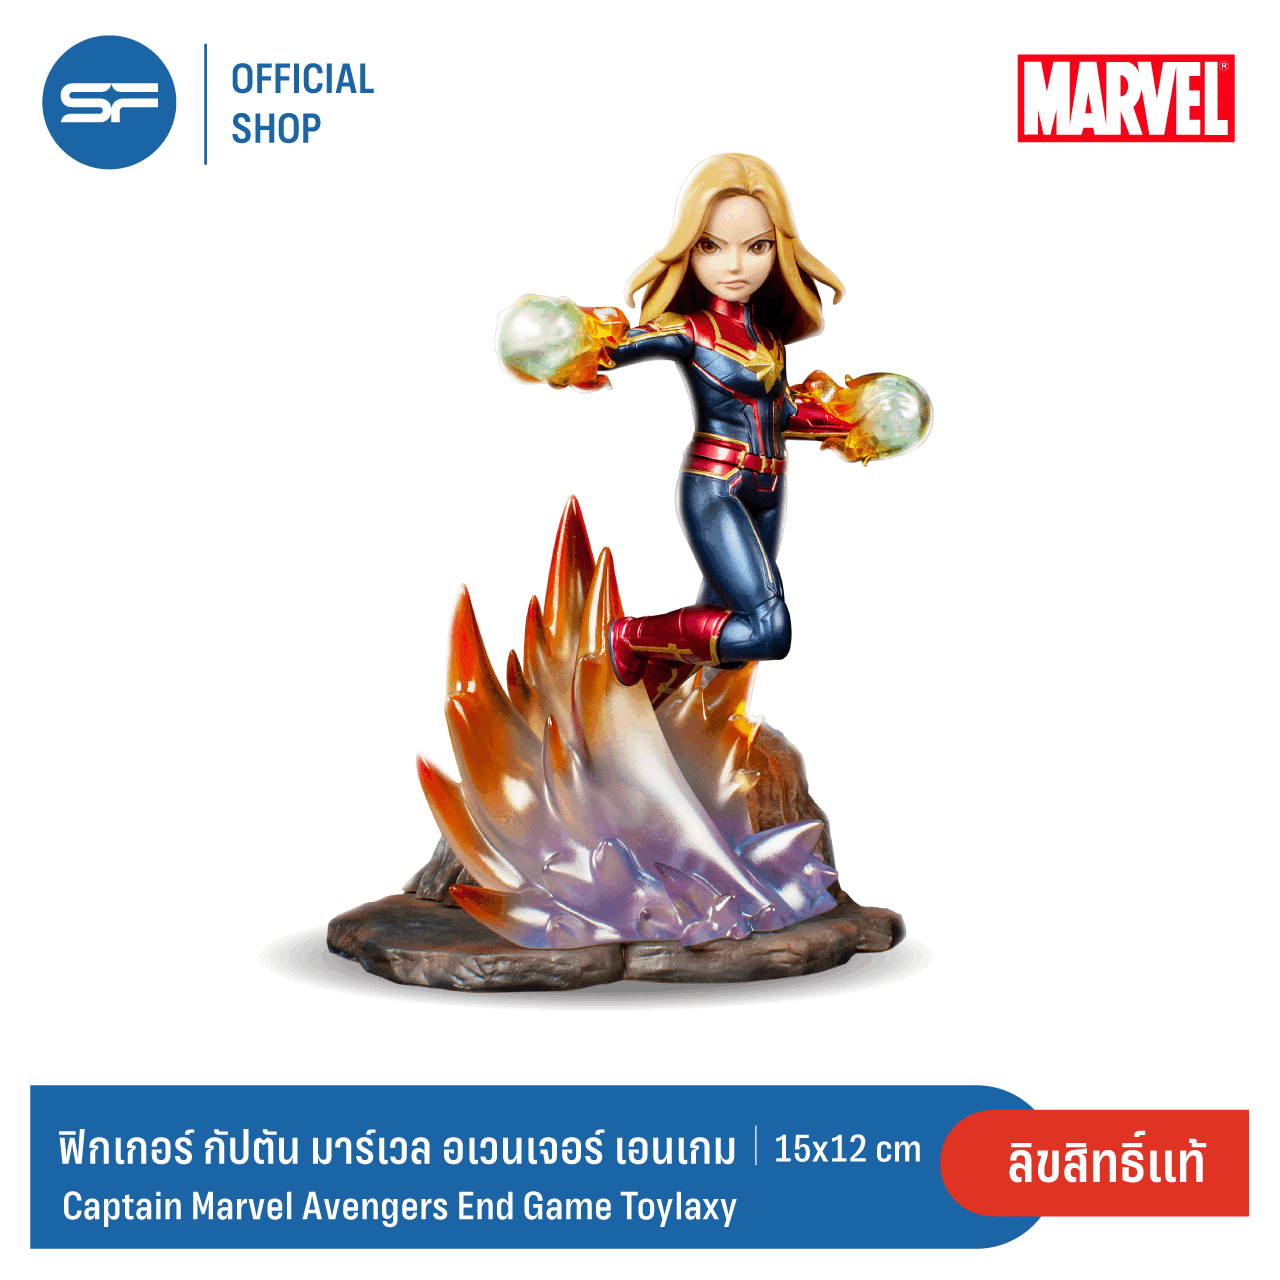 SF
OFFICIAL
SHOP
MARVEL®
ฟิกเกอร์ กัปตัน มาร์เวล อเวนเจอร์ เอนเกม | 15x12 cm
Captain Marvel Avengers End Game Toylaxy
ลิขสิทธิ์แท้